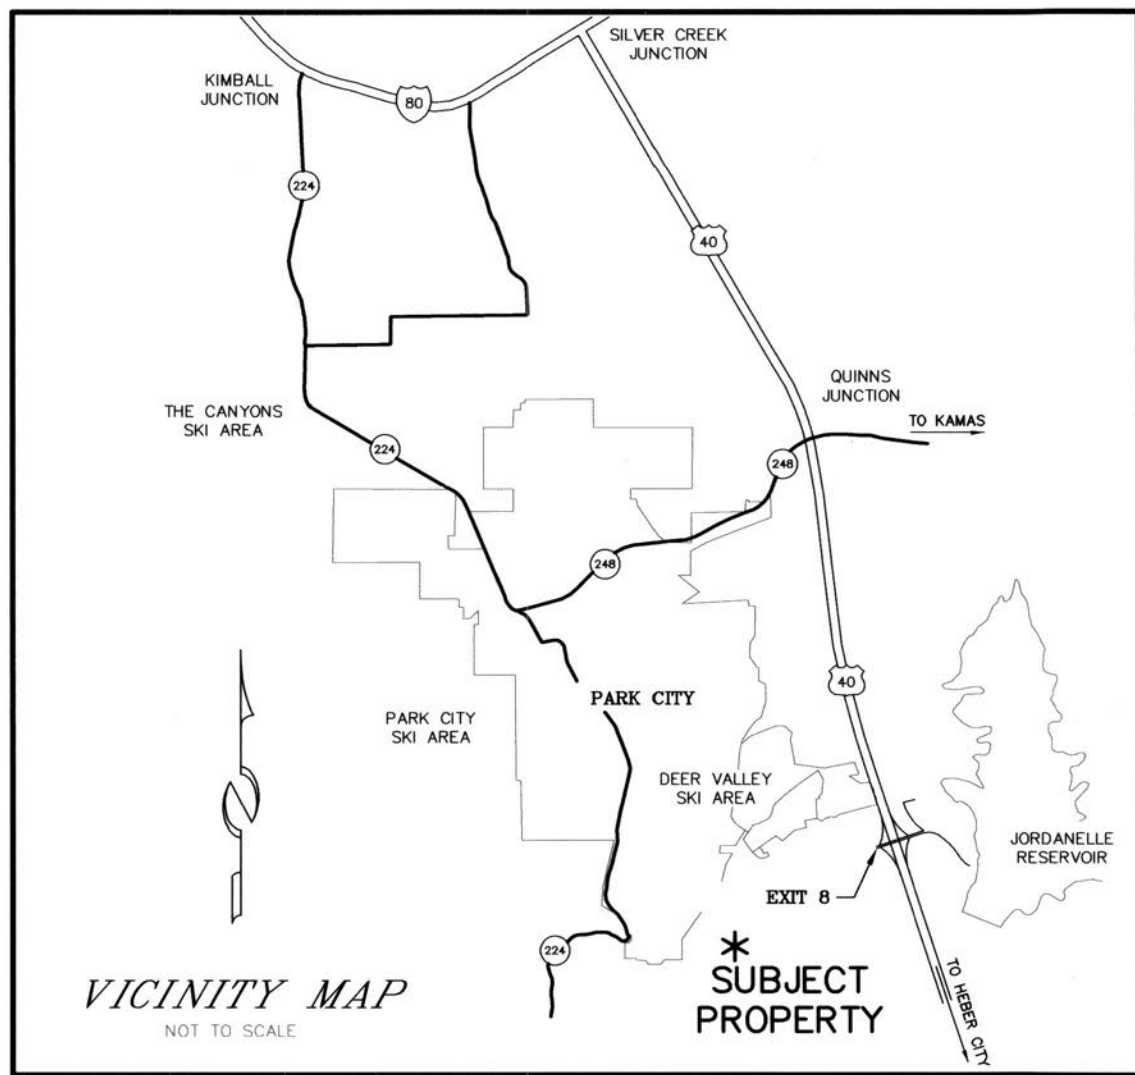 SILVER CREEK
JUNCTION
KIMBALL
JUNCTION
80
224
40
QUINNS
JUNCTION
TO KAMAS
THE CANYONS
SKI AREA
224
248
248
40
PARK CITY
PARK CITY
SKI AREA
DEER VALLEY
SKI AREA
JORDANELLE
RESERVOIR
EXIT 8
224
*
SUBJECT
PROPERTY
TO HEBER CITY
VICINITY MAP
NOT TO SCALE